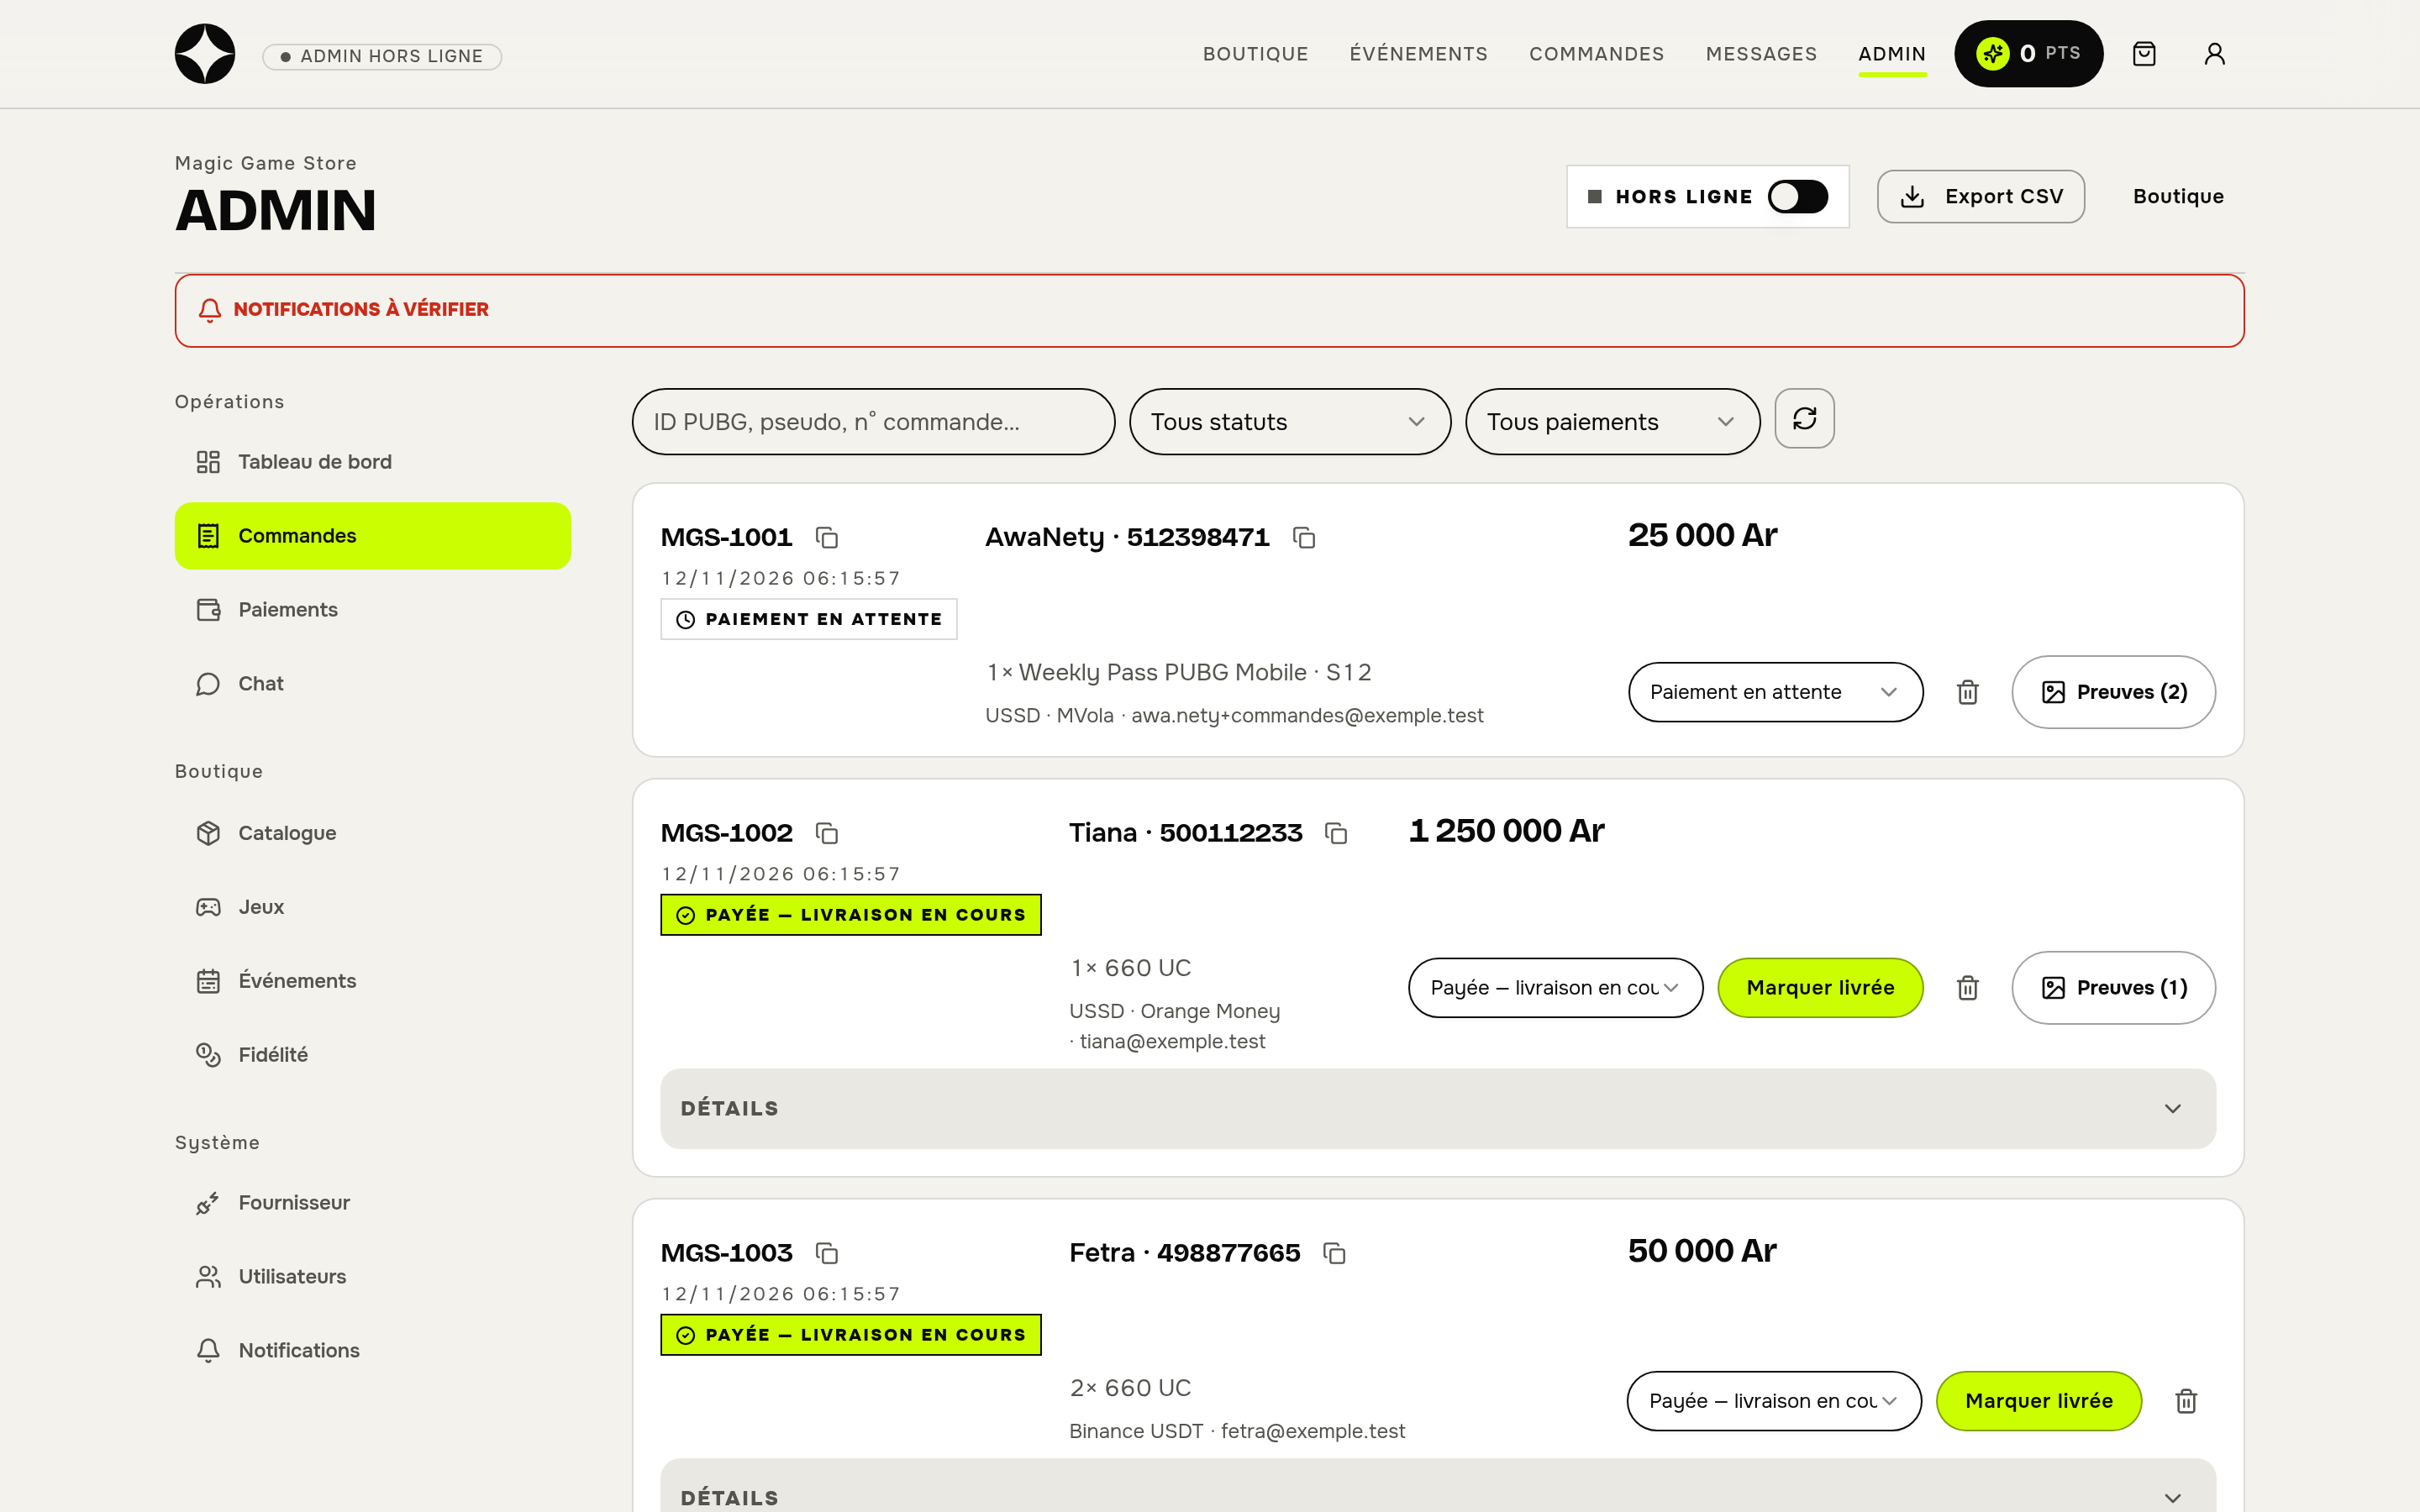 ADMIN HORS LIGNE
BOUTIQUE
ÉVÉNEMENTS
COMMANDES
MESSAGES
ADMIN
0 PTS
Magic Game Store
ADMIN
HORS LIGNE
Export CSV
Boutique
NOTIFICATIONS À VÉRIFIER
Opérations
Tableau de bord
Commandes
Paiements
Chat
Boutique
Catalogue
Jeux
Événements
Fidélité
Système
Fournisseur
Utilisateurs
Notifications
ID PUBG, pseudo, n° commande...
Tous statuts
Tous paiements
MGS-1001
12/11/2026 06:15:57
PAIEMENT EN ATTENTE
AwaNety · 512398471
25 000 Ar
1× Weekly Pass PUBG Mobile · S12
USSD · MVola · awa.nety+commandes@exemple.test
Paiement en attente
Preuves (2)
MGS-1002
12/11/2026 06:15:57
PAYÉE — LIVRAISON EN COURS
Tiana · 500112233
1 250 000 Ar
1× 660 UC
USSD · Orange Money
· tiana@exemple.test
Payée — livraison en cou
Marquer livrée
Preuves (1)
DÉTAILS
MGS-1003
12/11/2026 06:15:57
PAYÉE — LIVRAISON EN COURS
Fetra · 498877665
50 000 Ar
2× 660 UC
Binance USDT · fetra@exemple.test
Payée — livraison en cou
Marquer livrée
DÉTAILS